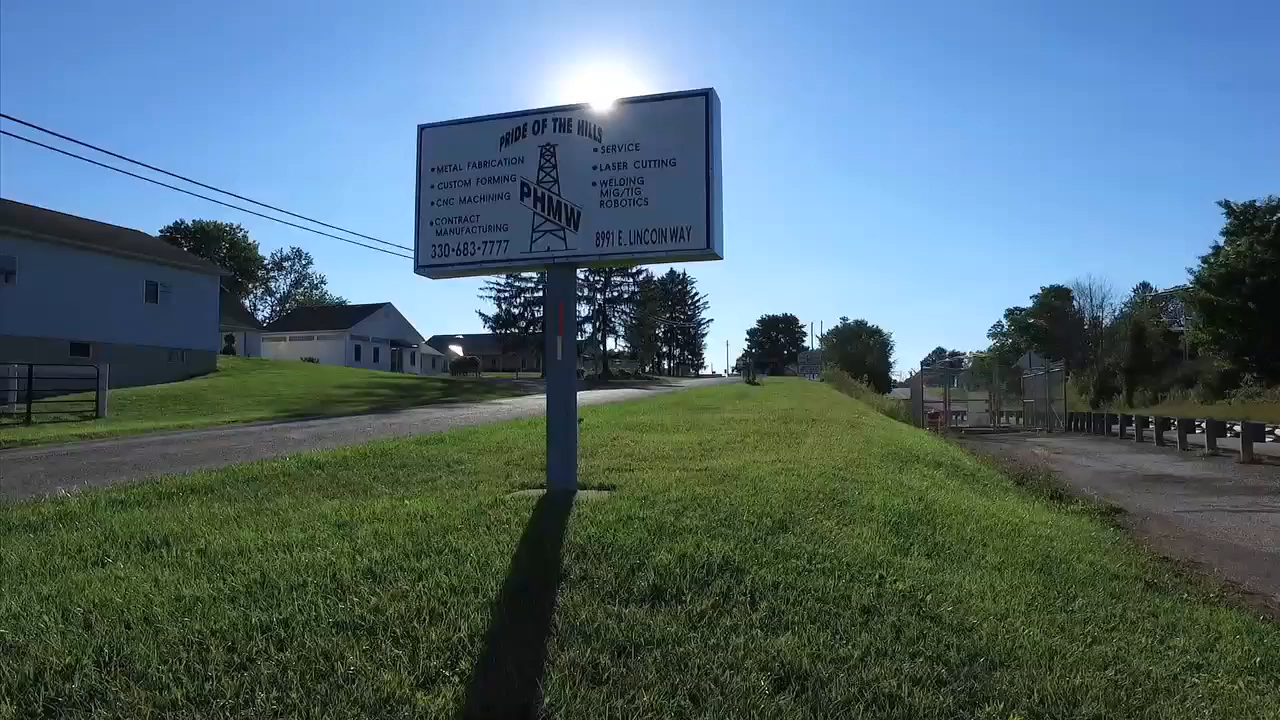 PRIDE OF THE HILLS
• METAL FABRICATION
• CUSTOM FORMING
• CNC MACHINING
• CONTRACT
MANUFACTURING
330-683-7777
PHMW
• SERVICE
• LASER CUTTING
• WELDING
MIG/TIG
ROBOTICS
8991 E. LINCOIN WAY